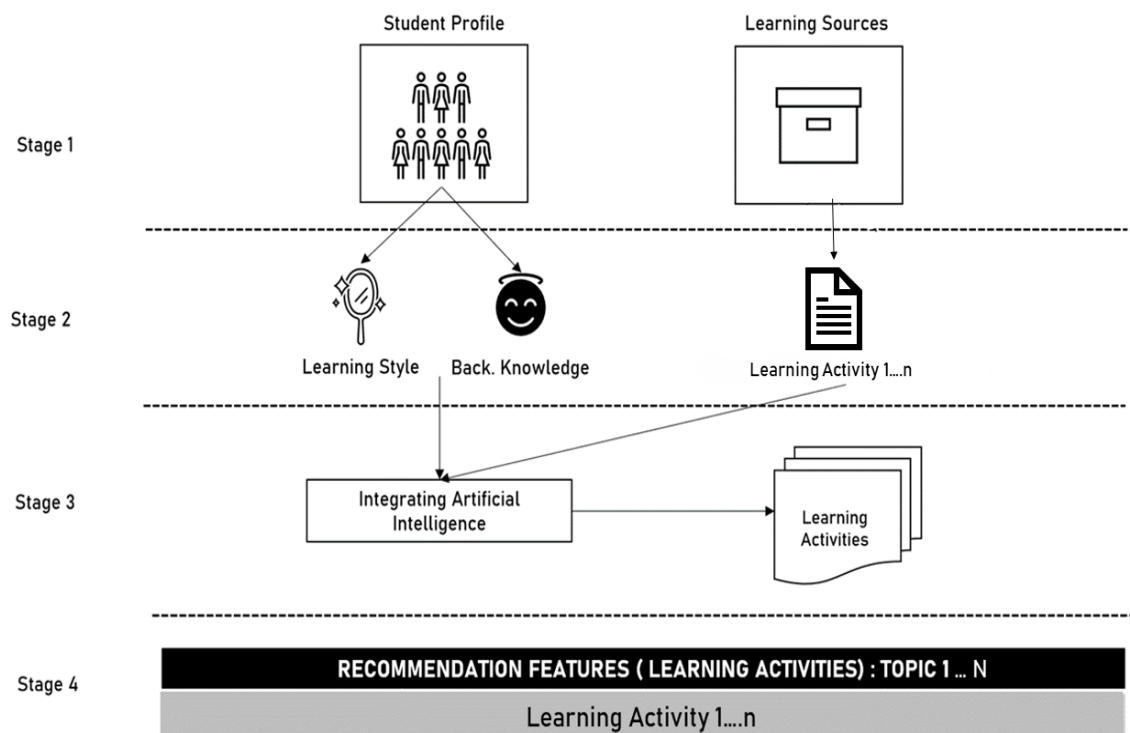 Student Profile
Learning Sources
Stage 1
Stage 2
Learning Style
Back. Knowledge
Learning Activity 1....n
Stage 3
Integrating Artificial
Intelligence
Learning
Activities
Stage 4
RECOMMENDATION FEATURES ( LEARNING ACTIVITIES) : TOPIC 1 ... N
Learning Activity 1....n